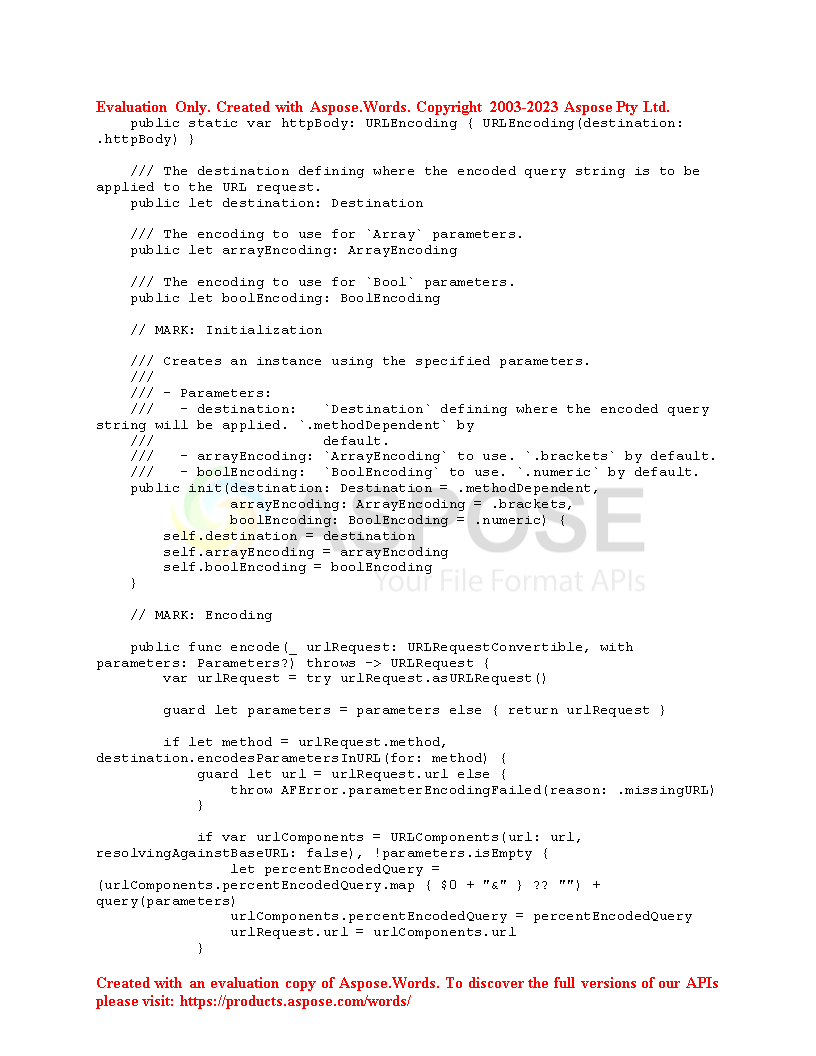 Evaluation Only. Created with Aspose.Words. Copyright 2003-2023 Aspose Pty Ltd.
    public static var httpBody: URLEncoding { URLEncoding(destination:
.httpBody) }
    /// The destination defining where the encoded query string is to be
applied to the URL request.
    public let destination: Destination
    /// The encoding to use for `Array` parameters.
    public let arrayEncoding: ArrayEncoding
    /// The encoding to use for `Bool` parameters.
    public let boolEncoding: BoolEncoding
    // MARK: Initialization
    /// Creates an instance using the specified parameters.
    ///
    /// - Parameters:
    ///   - destination:   `Destination` defining where the encoded query
string will be applied. `.methodDependent` by
    ///                    default.
    ///   - arrayEncoding: `ArrayEncoding` to use. `.brackets` by default.
    ///   - boolEncoding:  `BoolEncoding` to use. `.numeric` by default.
    public init(destination: Destination = .methodDependent,
                arrayEncoding: ArrayEncoding = .brackets,
                boolEncoding: BoolEncoding = .numeric) {
        self.destination = destination
        self.arrayEncoding = arrayEncoding
        self.boolEncoding = boolEncoding
    }
ASPOSE
Your File Format APIs
    // MARK: Encoding
    public func encode(_ urlRequest: URLRequestConvertible, with
parameters: Parameters?) throws -> URLRequest {
        var urlRequest = try urlRequest.asURLRequest()
        guard let parameters = parameters else { return urlRequest }
        if let method = urlRequest.method,
destination.encodesParametersInURL(for: method) {
            guard let url = urlRequest.url else {
                throw AFError.parameterEncodingFailed(reason: .missingURL)
            }
            if var urlComponents = URLComponents(url: url,
resolvingAgainstBaseURL: false), !parameters.isEmpty {
                let percentEncodedQuery =
(urlComponents.percentEncodedQuery.map { $0 + "&" } ?? "") +
query(parameters)
                urlComponents.percentEncodedQuery = percentEncodedQuery
                urlRequest.url = urlComponents.url
            }
Created with an evaluation copy of Aspose.Words. To discover the full versions of our APIs
please visit: https://products.aspose.com/words/